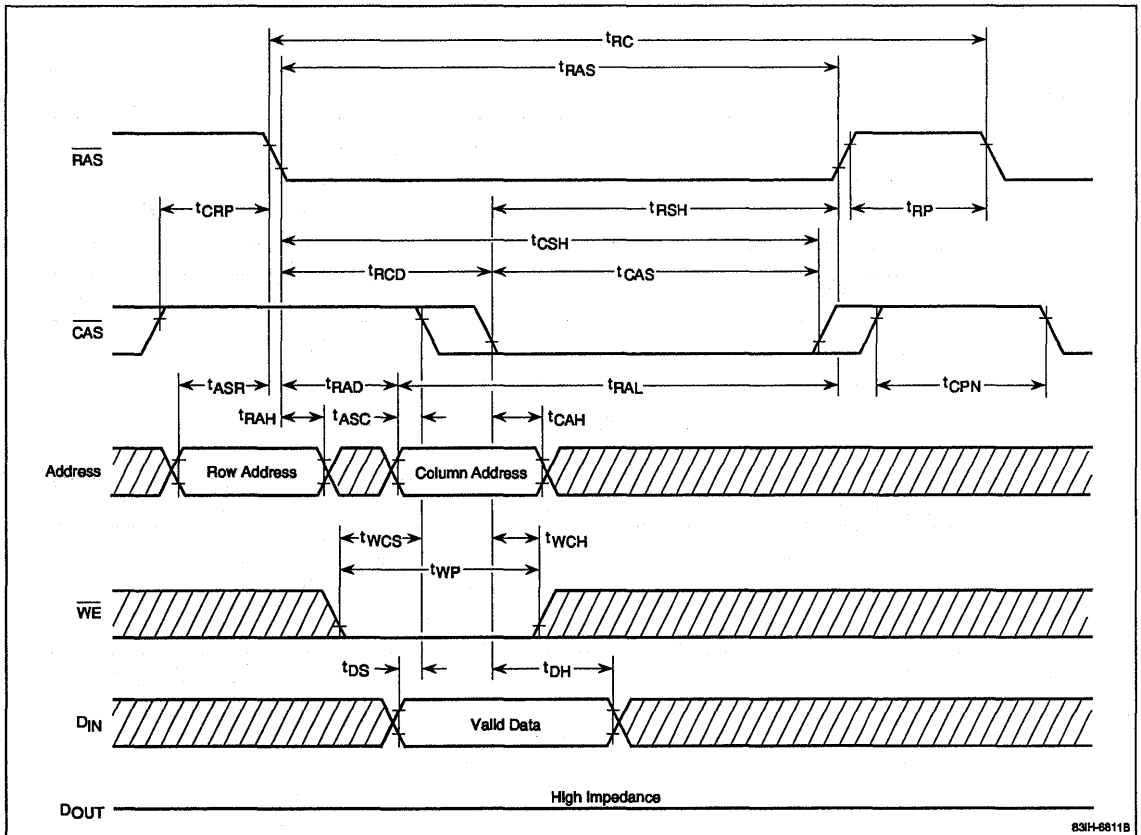 tRC
tRAS
RAS
tCRP
tRSH
tRP
tCSH
tRCD
tCAS
CAS
tASR
tRAD
tRAL
tCPN
tRAH
tASC
tCAH
Address
Row Address
Column Address
tWCS
tWCH
tWP
WE
tDS
tDH
DIN
Valid Data
High Impedance
DOUT
83IH-6811B